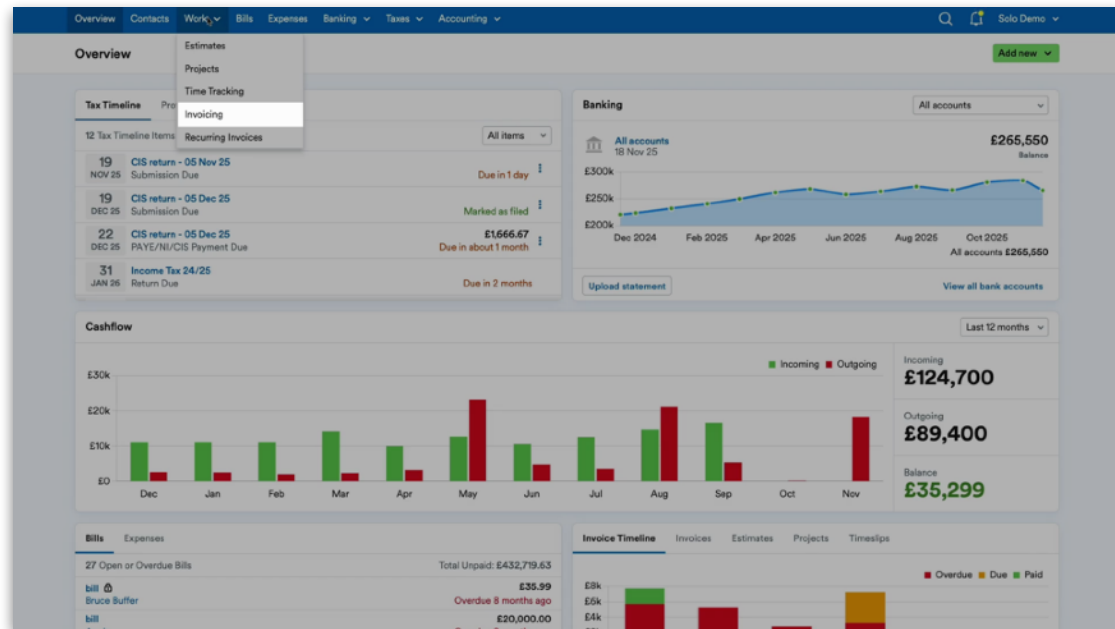 Overview Contacts Work Bills Expenses Banking Taxes Accounting Solo Demo
Overview
Add new
Estimates
Projects
Time Tracking
Invoicing
Recurring Invoices
Tax Timeline Pro
12 Tax Timeline Items
All items
19 NOV 25 CIS return - 05 Nov 25
Submission Due Due in 1 day
19 DEC 25 CIS return - 05 Dec 25
Submission Due Marked as filed
22 DEC 25 CIS return - 05 Dec 25 £1,666.67
PAYE/NI/CIS Payment Due Due in about 1 month
31 JAN 26 Income Tax 24/25
Return Due Due in 2 months
Banking
All accounts
All accounts £265,550
18 Nov 25 Balance
£300k
£250k
£200k
Dec 2024 Feb 2025 Apr 2025 Jun 2025 Aug 2025 Oct 2025
All accounts £265,550
Upload statement View all bank accounts
Cashflow
Last 12 months
Incoming Outgoing
£30k
£20k
£10k
£0
Dec Jan Feb Mar Apr May Jun Jul Aug Sep Oct Nov
Incoming
£124,700
Outgoing
£89,400
Balance
£35,299
Bills Expenses
27 Open or Overdue Bills Total Unpaid: £432,719.63
bill £35.99
Bruce Buffer Overdue 8 months ago
bill £20,000.00
Invoice Timeline Invoices Estimates Projects Timeslips
Overdue Due Paid
£8k
£6k
£4k